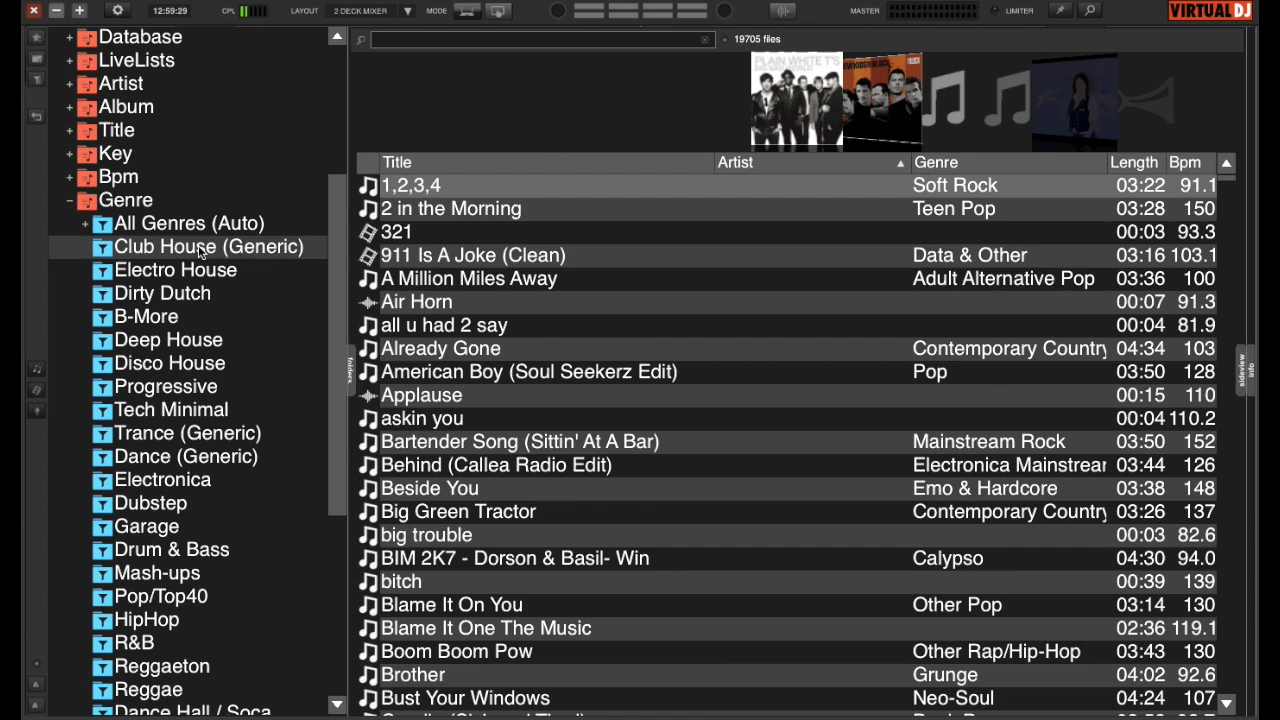 12:59:29 CPL LAYOUT 2 DECK MIXER MODE MASTER LIMITER VIRTUAL DJ
Database
LiveLists
Artist
Album
Title
Key
Bpm
Genre
All Genres (Auto)
Club House (Generic)
Electro House
Dirty Dutch
B-More
Deep House
Disco House
Progressive
Tech Minimal
Trance (Generic)
Dance (Generic)
Electronica
Dubstep
Garage
Drum & Bass
Mash-ups
Pop/Top40
HipHop
R&B
Reggaeton
Reggae
Dance Hall / Soca
folders
19705 files
PLAIN WHITE T'S
Title Artist Genre Length Bpm
1,2,3,4 Soft Rock 03:22 91.1
2 in the Morning Teen Pop 03:28 150
321 00:03 93.3
911 Is A Joke (Clean) Data & Other 03:16 103.1
A Million Miles Away Adult Alternative Pop 03:36 100
Air Horn 00:07 91.3
all u had 2 say 00:04 81.9
Already Gone Contemporary Country 04:34 103
American Boy (Soul Seekerz Edit) Pop 03:50 128
Applause 00:15 110
askin you 00:04 110.2
Bartender Song (Sittin' At A Bar) Mainstream Rock 03:50 152
Behind (Callea Radio Edit) Electronica Mainstrear 03:44 126
Beside You Emo & Hardcore 03:38 148
Big Green Tractor Contemporary Country 03:26 137
big trouble 00:03 82.6
BIM 2K7 - Dorson & Basil- Win Calypso 04:30 94.0
bitch 00:39 139
Blame It On You Other Pop 03:14 130
Blame It One The Music 02:36 119.1
Boom Boom Pow Other Rap/Hip-Hop 03:43 130
Brother Grunge 04:02 92.6
Bust Your Windows Neo-Soul 04:24 107
sideview
info